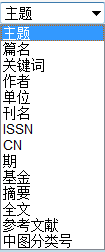 主题
主题
篇名
关键词
作者
单位
刊名
ISSN
CN
期
基金
摘要
全文
参考文献
中图分类号